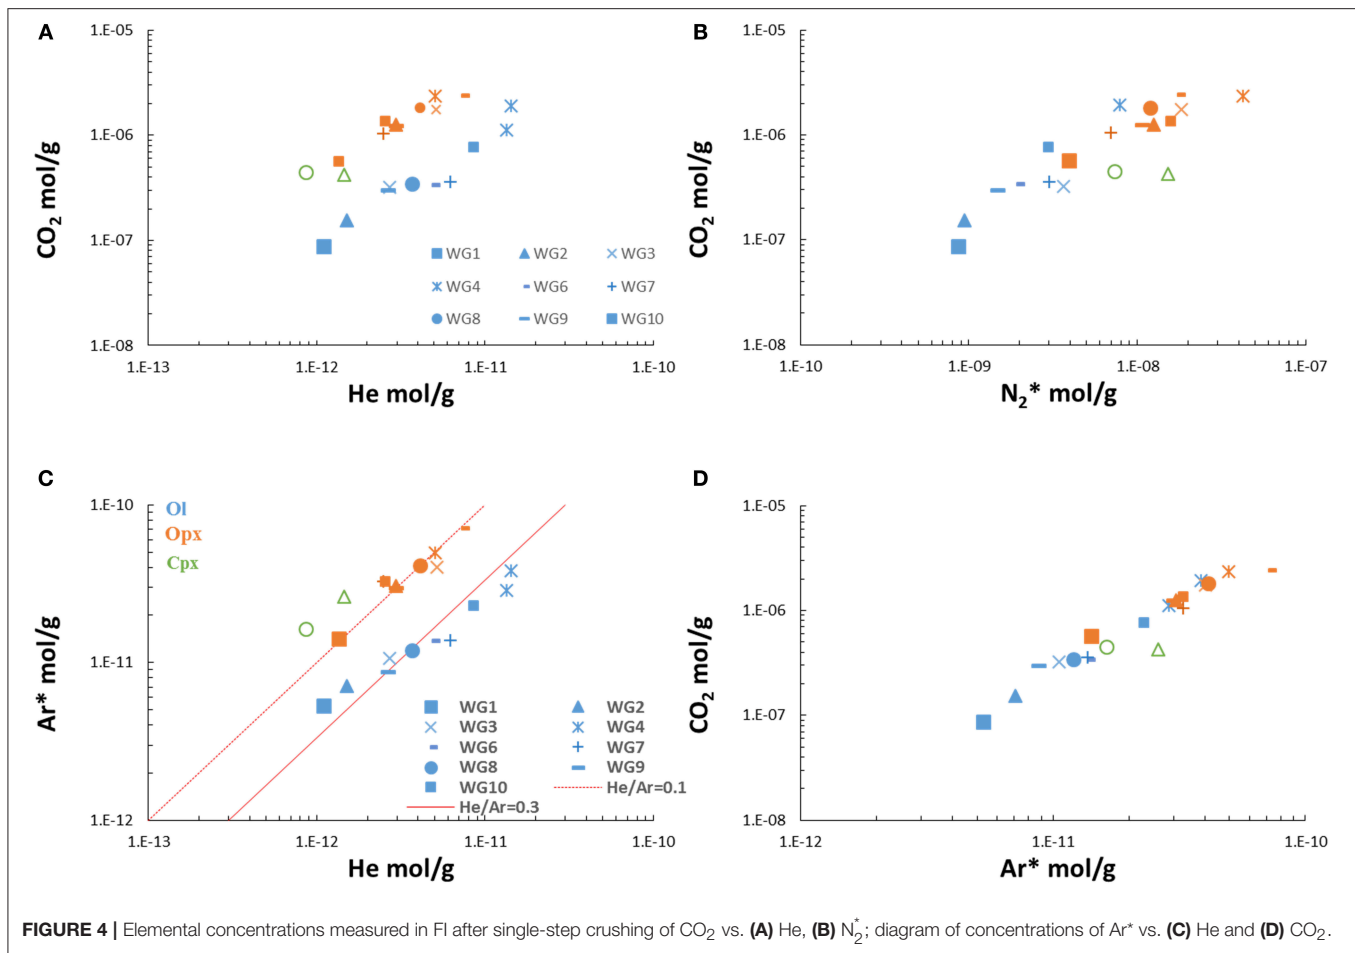 A
1.E-05
1.E-06
1.E-07
1.E-08
CO2 mol/g
WG1 WG2 WG3
WG4 WG6 WG7
WG8 WG9 WG10
1.E-13 1.E-12 1.E-11 1.E-10
He mol/g
B
1.E-05
1.E-06
1.E-07
1.E-08
CO2 mol/g
1.E-10 1.E-09 1.E-08 1.E-07
N2* mol/g
C
1.E-10
1.E-11
1.E-12
Ar* mol/g
Ol
Opx
Cpx
WG1 WG2
WG3 WG4
WG6 WG7
WG8 WG9
WG10 He/Ar=0.1
He/Ar=0.3
1.E-13 1.E-12 1.E-11 1.E-10
He mol/g
D
1.E-05
1.E-06
1.E-07
1.E-08
CO2 mol/g
1.E-12 1.E-11 1.E-10
Ar* mol/g
FIGURE 4 | Elemental concentrations measured in FI after single-step crushing of CO2 vs. (A) He, (B) N2*; diagram of concentrations of Ar* vs. (C) He and (D) CO2.